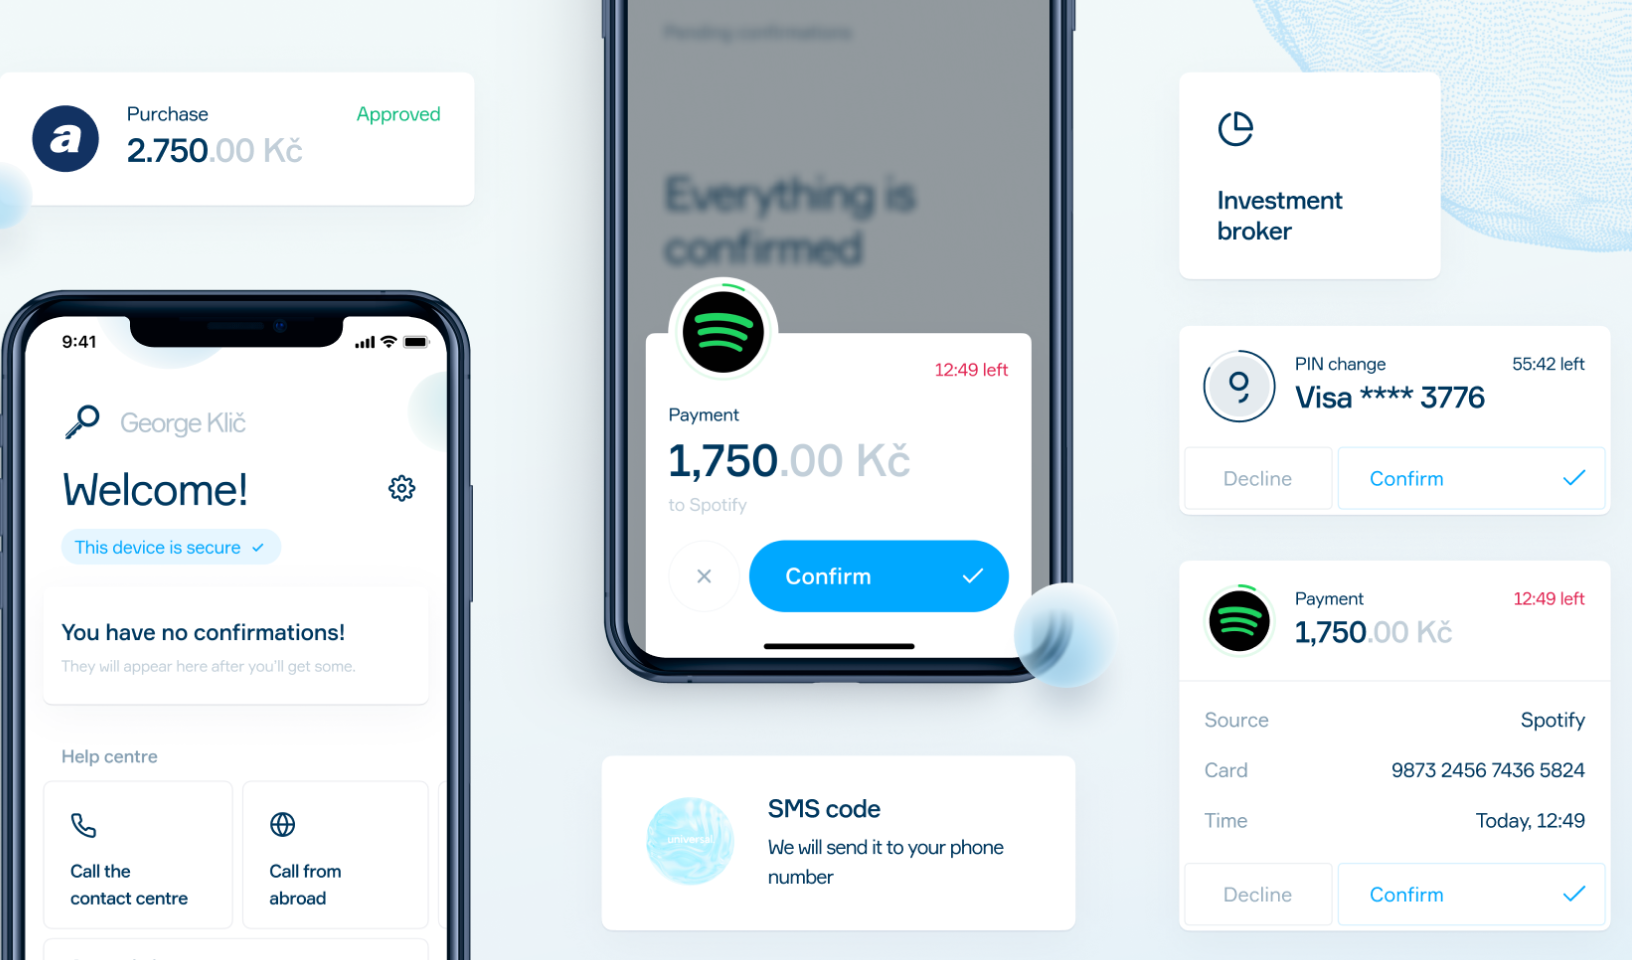 Purchase
Approved
a
2.750.00 Kč
9:41
George Klič
Welcome!
This device is secure
You have no confirmations!
They will appear here after you'll get some.
Help centre
Call the
contact centre
Call from
abroad
Pending confirmations
Everything is
confirmed
12:49 left
Payment
1,750.00 Kč
to Spotify
Confirm
universal
SMS code
We will send it to your phone
number
Investment
broker
PIN change
55:42 left
Visa **** 3776
Decline
Confirm
Payment
12:49 left
1,750.00 Kč
Source
Spotify
Card
9873 2456 7436 5824
Time
Today, 12:49
Decline
Confirm